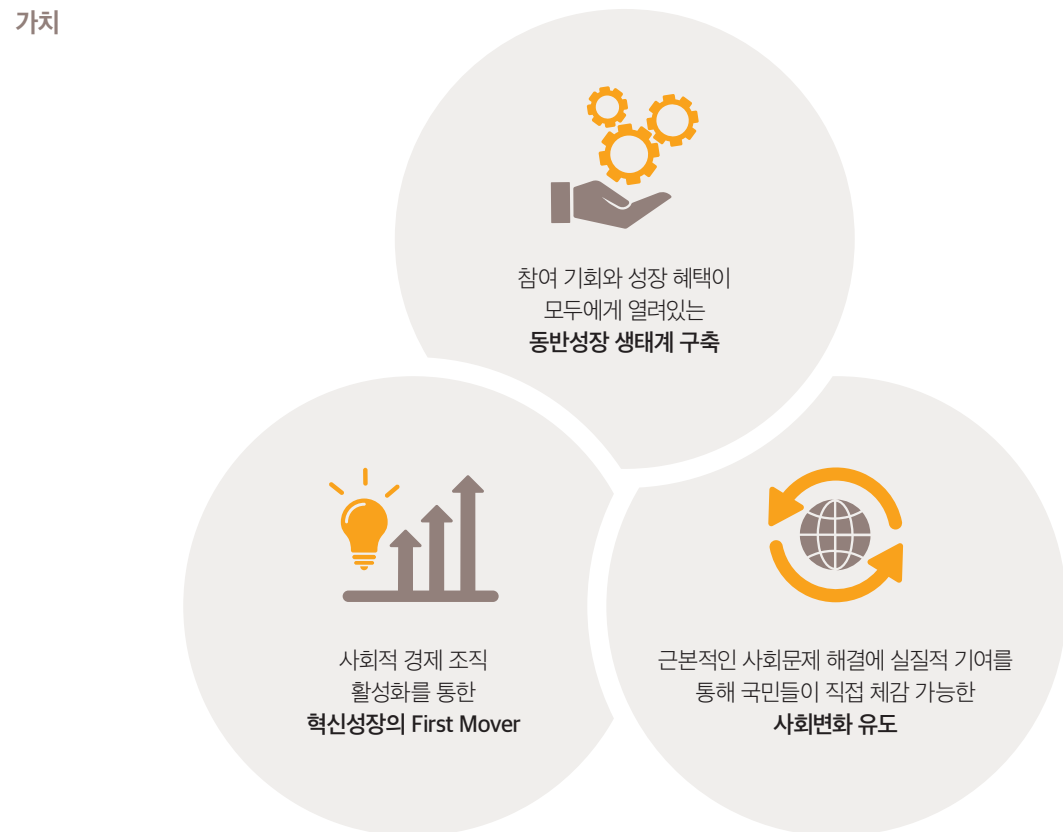 가치
참여 기회와 성장 혜택이
모두에게 열려있는
동반성장 생태계 구축
사회적 경제 조직
활성화를 통한
혁신성장의 First Mover
근본적인 사회문제 해결에 실질적 기여를
통해 국민들이 직접 체감 가능한
사회변화 유도